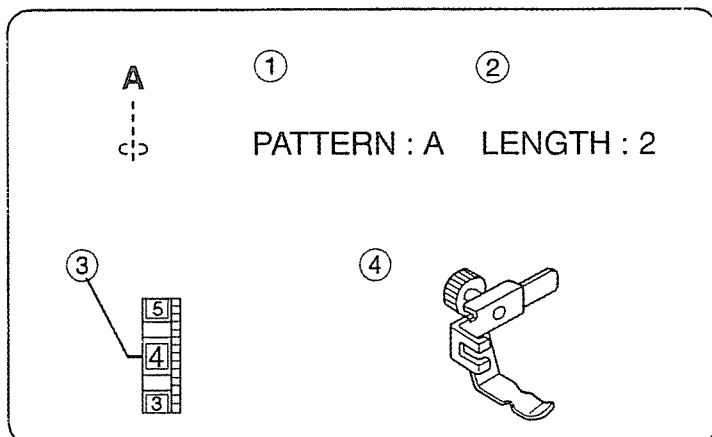 ① ②
A
PATTERN : A LENGTH : 2
③ ④
5
4
3